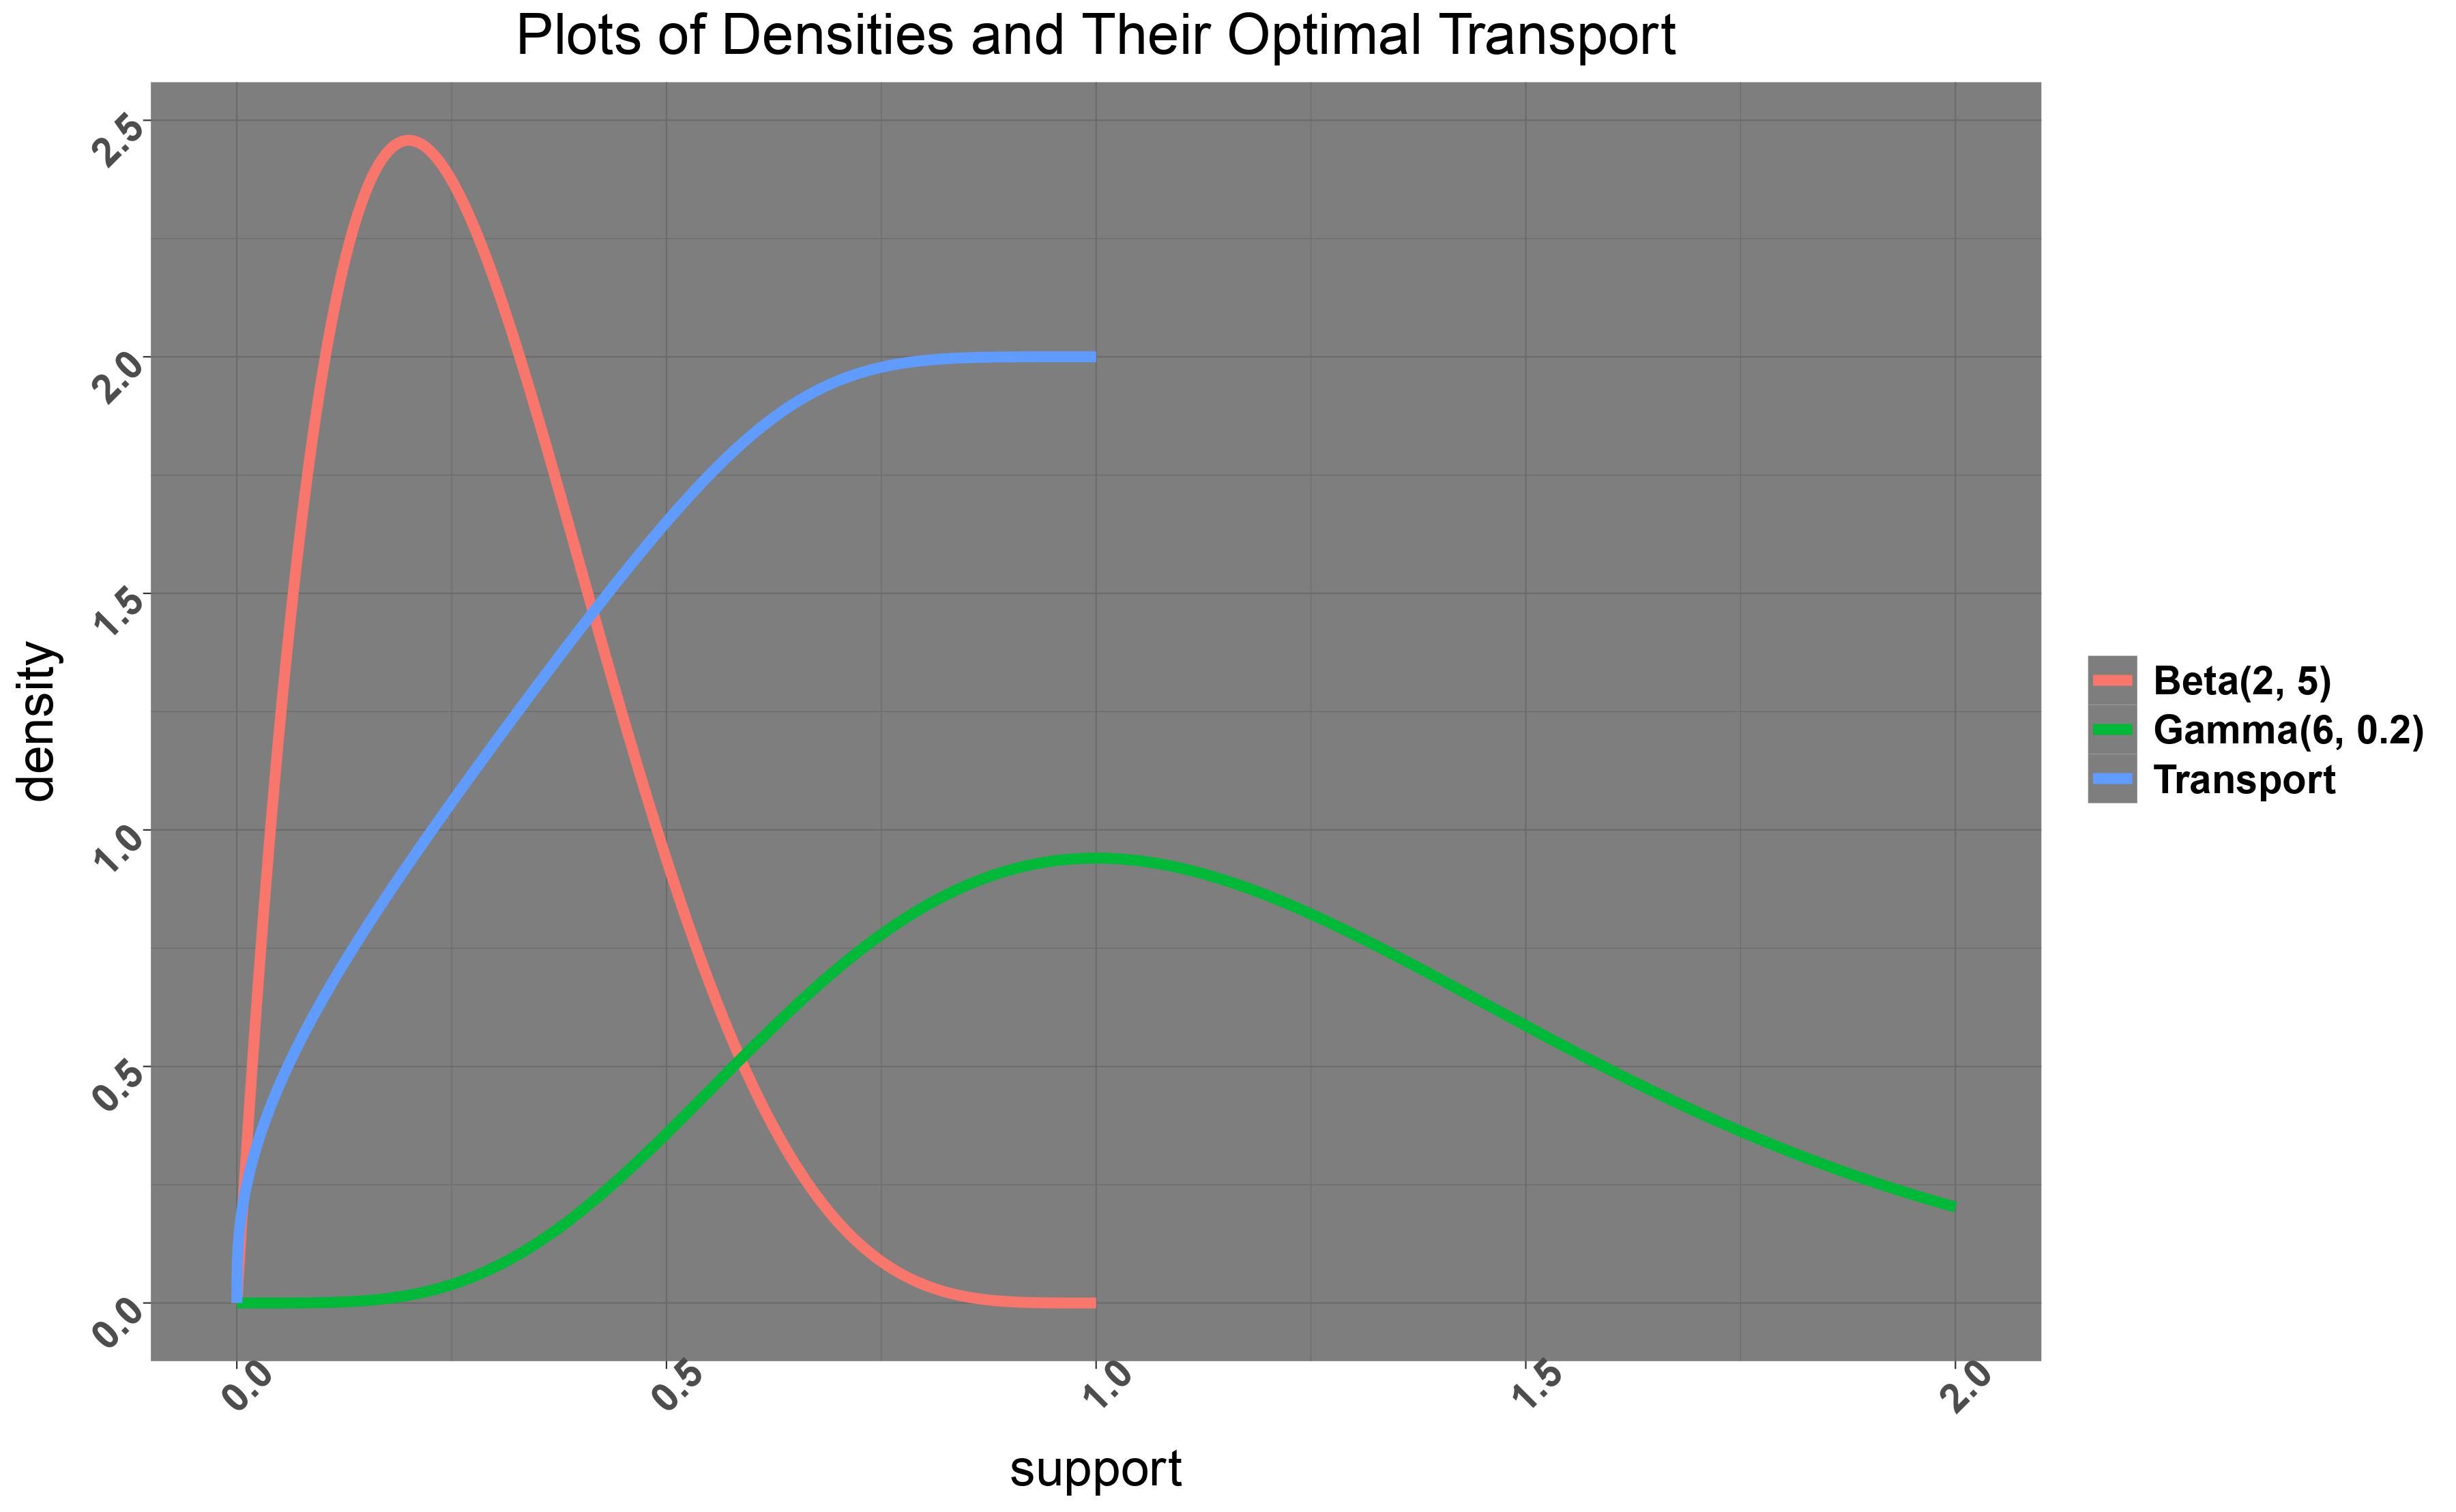 Plots of Densities and Their Optimal Transport
density
2.5
2.0
1.5
1.0
0.5
0.0
0.0 0.5 1.0 1.5 2.0
support
Beta(2, 5)
Gamma(6, 0.2)
Transport